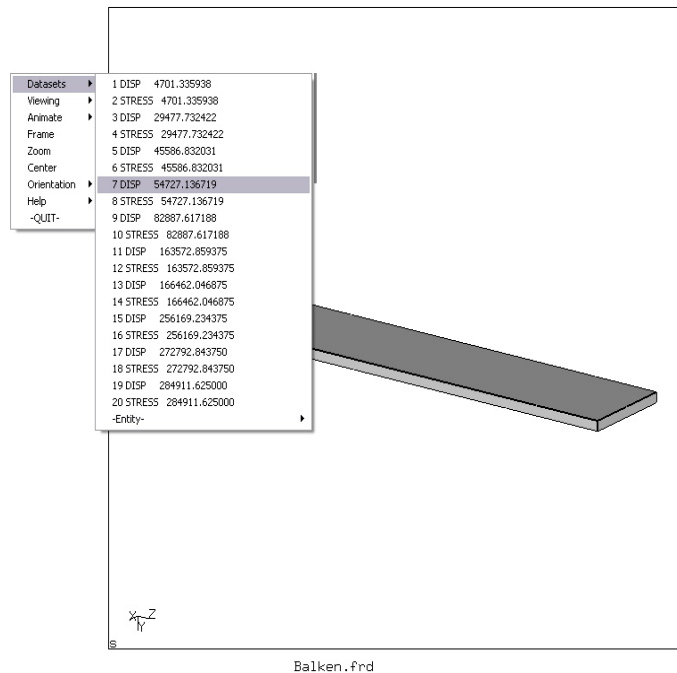 Datasets
Viewing
Animate
Frame
Zoom
Center
Orientation
Help
-QUIT-
1 DISP 4701.335938
2 STRESS 4701.335938
3 DISP 29477.732422
4 STRESS 29477.732422
5 DISP 45586.832031
6 STRESS 45586.832031
7 DISP 54727.136719
8 STRESS 54727.136719
9 DISP 82887.617188
10 STRESS 82887.617188
11 DISP 163572.859375
12 STRESS 163572.859375
13 DISP 166462.046875
14 STRESS 166462.046875
15 DISP 256169.234375
16 STRESS 256169.234375
17 DISP 272792.843750
18 STRESS 272792.843750
19 DISP 284911.625000
20 STRESS 284911.625000
-Entity-
X Z
Y
s
Balken.frd